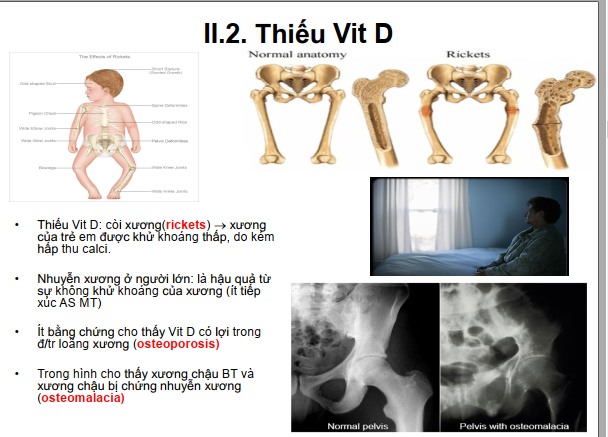 II.2. Thiếu Vit D
The Effects of Rickets
Short Stature
(Stunted Growth)
Odd-shaped Skull
Spine Deformities
Pigeon Chest
Odd-shaped Ribs
Wide Elbow Joints
Wide Wrist Joints
Pelvic Deformities
Bowlegs
Wide Knee Joints
Wide Ankle Joints
Normal anatomy
Rickets
• Thiếu Vit D: còi xương(rickets) → xương
của trẻ em được khử khoáng thấp, do kém
hấp thu calci.
• Nhuyễn xương ở người lớn: là hậu quả từ
sự không khử khoáng của xương (ít tiếp
xúc AS MT)
• Ít bằng chứng cho thấy Vit D có lợi trong
đ/tr loãng xương (osteoporosis)
• Trong hình cho thấy xương chậu BT và
xương chậu bị chứng nhuyễn xương
(osteomalacia)
Normal pelvis
Pelvis with osteomalacia